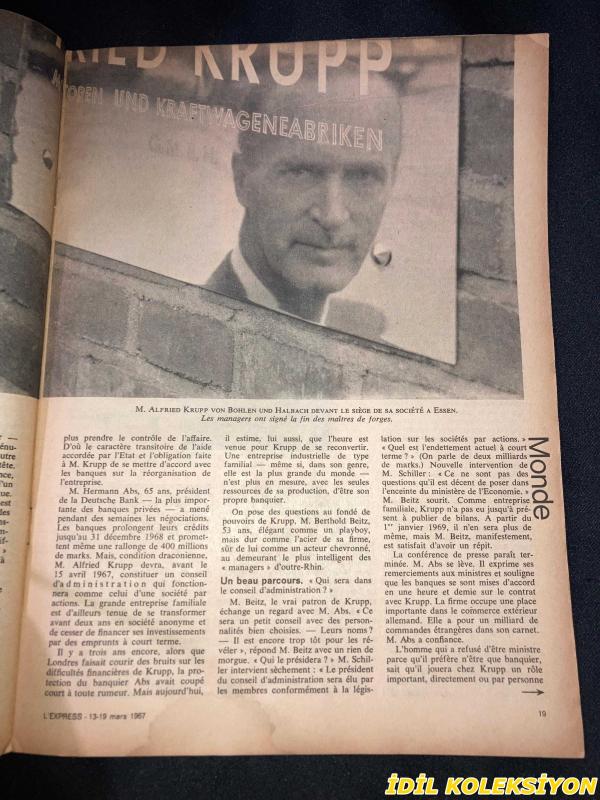 RIED KRUPP
MOTOREN UND KRAFTWAGENFABRIKEN
G.M.B.H.
M. ALFRIED KRUPP VON BOHLEN UND HALBACH DEVANT LE SIÈGE DE SA SOCIÉTÉ A ESSEN.
Les managers ont signé la fin des maîtres de forges.
plus prendre le contrôle de l'affaire.
D'où le caractère transitoire de l'aide
accordée par l'Etat et l'obligation faite
à M. Krupp de se mettre d'accord avec
les banques sur la réorganisation de
l'entreprise.
M. Hermann Abs, 65 ans, président
de la Deutsche Bank — la plus impor-
tante des banques privées — a mené
pendant des semaines les négociations.
Les banques prolongent leurs crédits
jusqu'au 31 décembre 1968 et promet-
tent même une rallonge de 400 millions
de marks. Mais, condition draconienne,
M. Alfried Krupp devra, avant le
15 avril 1967, constituer un conseil
d'administration qui fonction-
nera comme celui d'une société par
actions. La grande entreprise familiale
est d'ailleurs tenue de se transformer
avant deux ans en société anonyme et
de cesser de financer ses investissements
par des emprunts à court terme.
Il y a trois ans encore, alors que
Londres faisait courir des bruits sur les
difficultés financières de Krupp, la pro-
tection du banquier Abs avait coupé
court à toute rumeur. Mais aujourd'hui,
il estime, lui aussi, que l'heure est
venue pour Krupp de se reconvertir.
Une entreprise industrielle de type
familial — même si, dans son genre,
elle est la plus grande du monde —
n'est plus en mesure, avec les seules
ressources de sa production, d'être son
propre banquier.
On pose des questions au fondé de
pouvoirs de Krupp, M. Berthold Beitz,
53 ans, élégant comme un playboy,
mais dur comme l'acier de sa firme,
sûr de lui comme un acteur chevronné,
au demeurant le plus intelligent des
« managers » d'outre-Rhin.
Un beau parcours. « Qui sera dans
le conseil d'administration ? »
M. Beitz, le vrai patron de Krupp,
échange un regard avec M. Abs. « Ce
sera un petit conseil avec des person-
nalités bien choisies. — Leurs noms ?
— Il est encore trop tôt pour les ré-
véler », répond M. Beitz avec un rien de
morgue. « Qui le présidera ? » M. Schil-
ler intervient sèchement : « Le président
du conseil d'administration sera élu par
les membres conformément à la légis-
lation sur les sociétés par actions. »
« Quel est l'endettement actuel à court
terme ? » (On parle de deux milliards
de marks.) Nouvelle intervention de
M. Schiller : « Ce ne sont pas des
questions qu'il est décent de poser dans
l'enceinte du ministère de l'Economie. »
M. Beitz sourit. Comme entreprise
familiale, Krupp n'a pas eu jusqu'à pré-
sent à publier de bilans. A partir du
1er janvier 1969, il n'en sera plus de
même, mais M. Beitz, manifestement,
est satisfait d'avoir un répit.
La conférence de presse paraît ter-
minée. M. Abs se lève. Il exprime ses
remerciements aux ministres et souligne
que les banques se sont mises d'accord
en une heure et demie sur le contrat
avec Krupp. La firme occupe une place
importante dans le commerce extérieur
allemand. Elle a pour un milliard de
commandes étrangères dans son carnet.
M. Abs a confiance.
L'homme qui a refusé d'être ministre
parce qu'il préfère n'être que banquier,
sait qu'il jouera chez Krupp un rôle
important, directement ou par personne
Monde
L'EXPRESS - 13-19 mars 1967
19
İDİL KOLEKSİYON